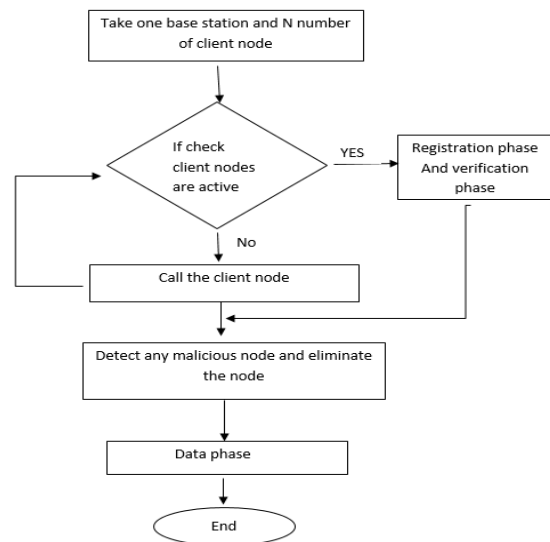 Take one base station and N number
of client node
If check
client nodes
are active
YES
Registration phase
And verification
phase
No
Call the client node
Detect any malicious node and eliminate
the node
Data phase
End